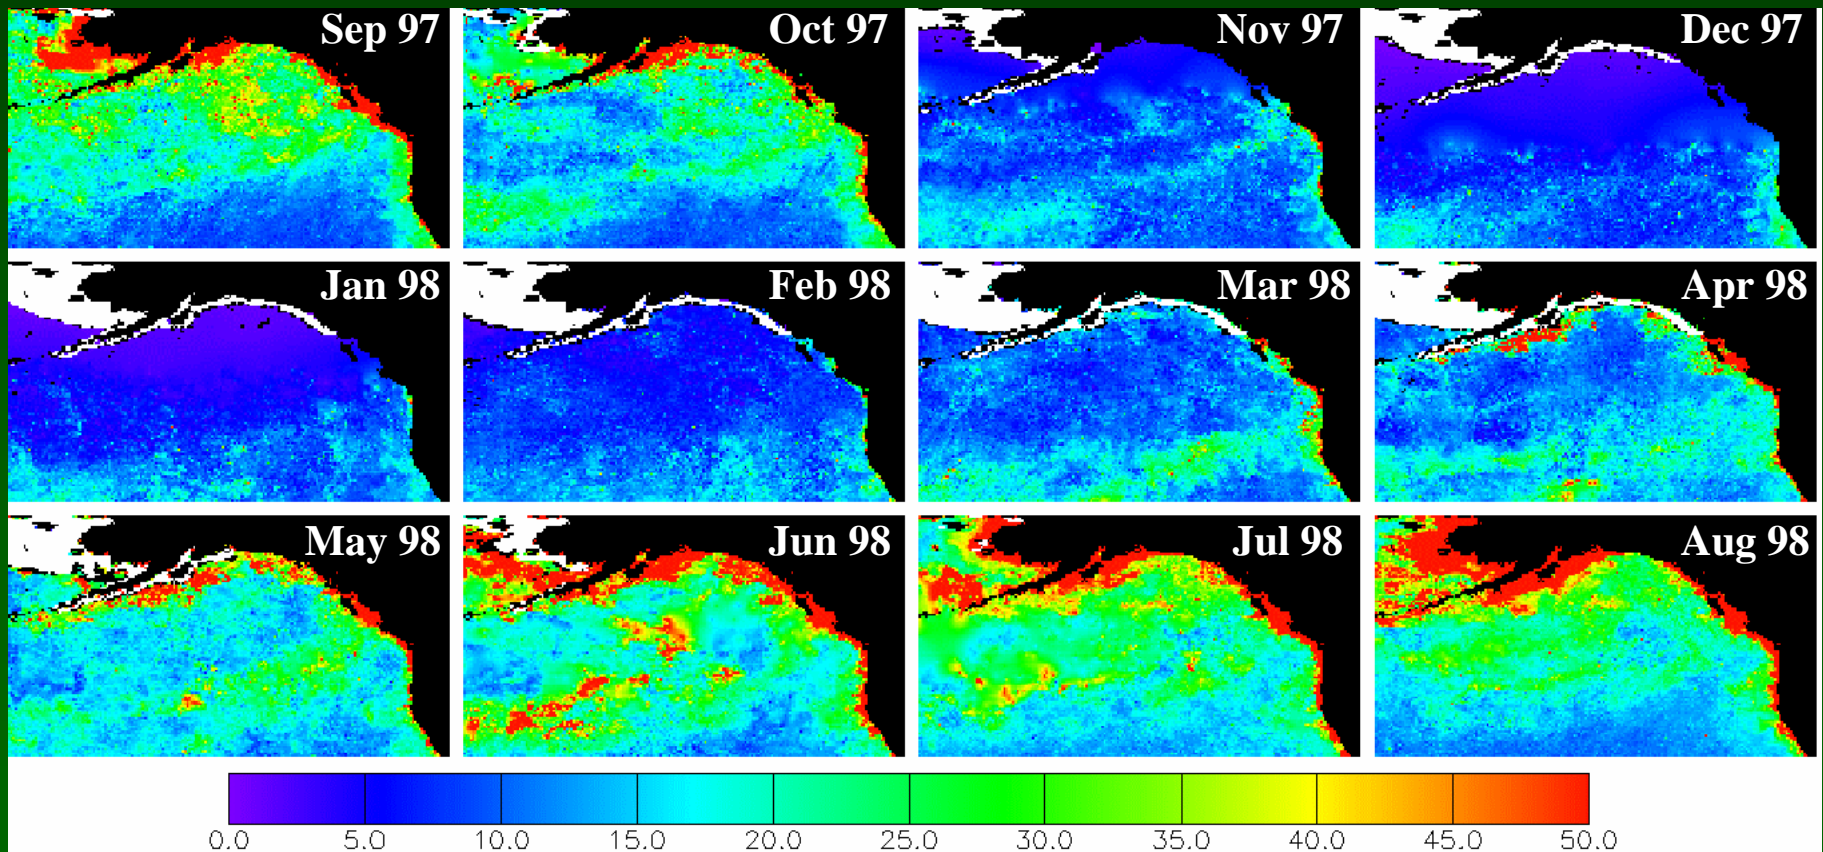 Sep 97 Oct 97 Nov 97 Dec 97
Jan 98 Feb 98 Mar 98 Apr 98
May 98 Jun 98 Jul 98 Aug 98
0.0 5.0 10.0 15.0 20.0 25.0 30.0 35.0 40.0 45.0 50.0